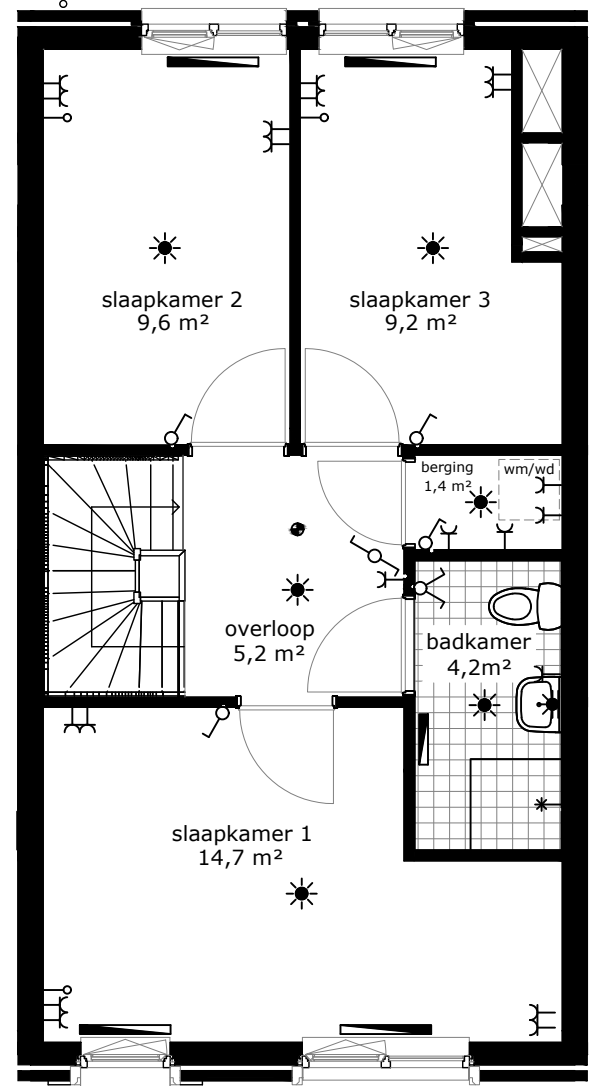 slaapkamer 2
9,6 m²
slaapkamer 3
9,2 m²
berging
1,4 m²
wm/wd
overloop
5,2 m²
badkamer
4,2m²
slaapkamer 1
14,7 m²